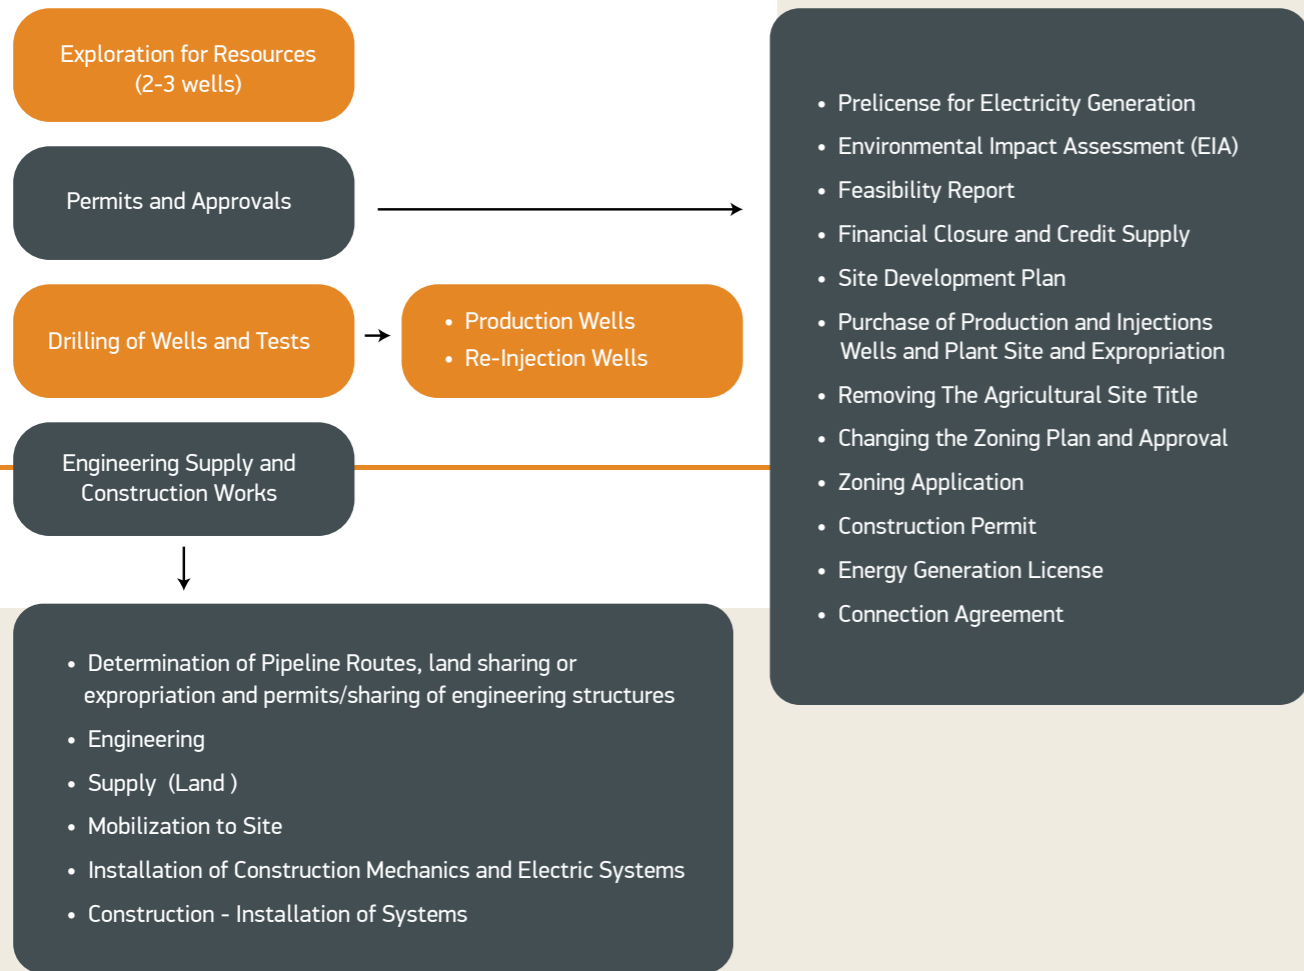 Exploration for Resources
(2-3 wells)
Permits and Approvals
Drilling of Wells and Tests
• Production Wells
• Re-Injection Wells
Engineering Supply and
Construction Works
• Determination of Pipeline Routes, land sharing or
expropriation and permits/sharing of engineering structures
• Engineering
• Supply (Land )
• Mobilization to Site
• Installation of Construction Mechanics and Electric Systems
• Construction - Installation of Systems
• Prelicense for Electricity Generation
• Environmental Impact Assessment (EIA)
• Feasibility Report
• Financial Closure and Credit Supply
• Site Development Plan
• Purchase of Production and Injections
Wells and Plant Site and Expropriation
• Removing The Agricultural Site Title
• Changing the Zoning Plan and Approval
• Zoning Application
• Construction Permit
• Energy Generation License
• Connection Agreement